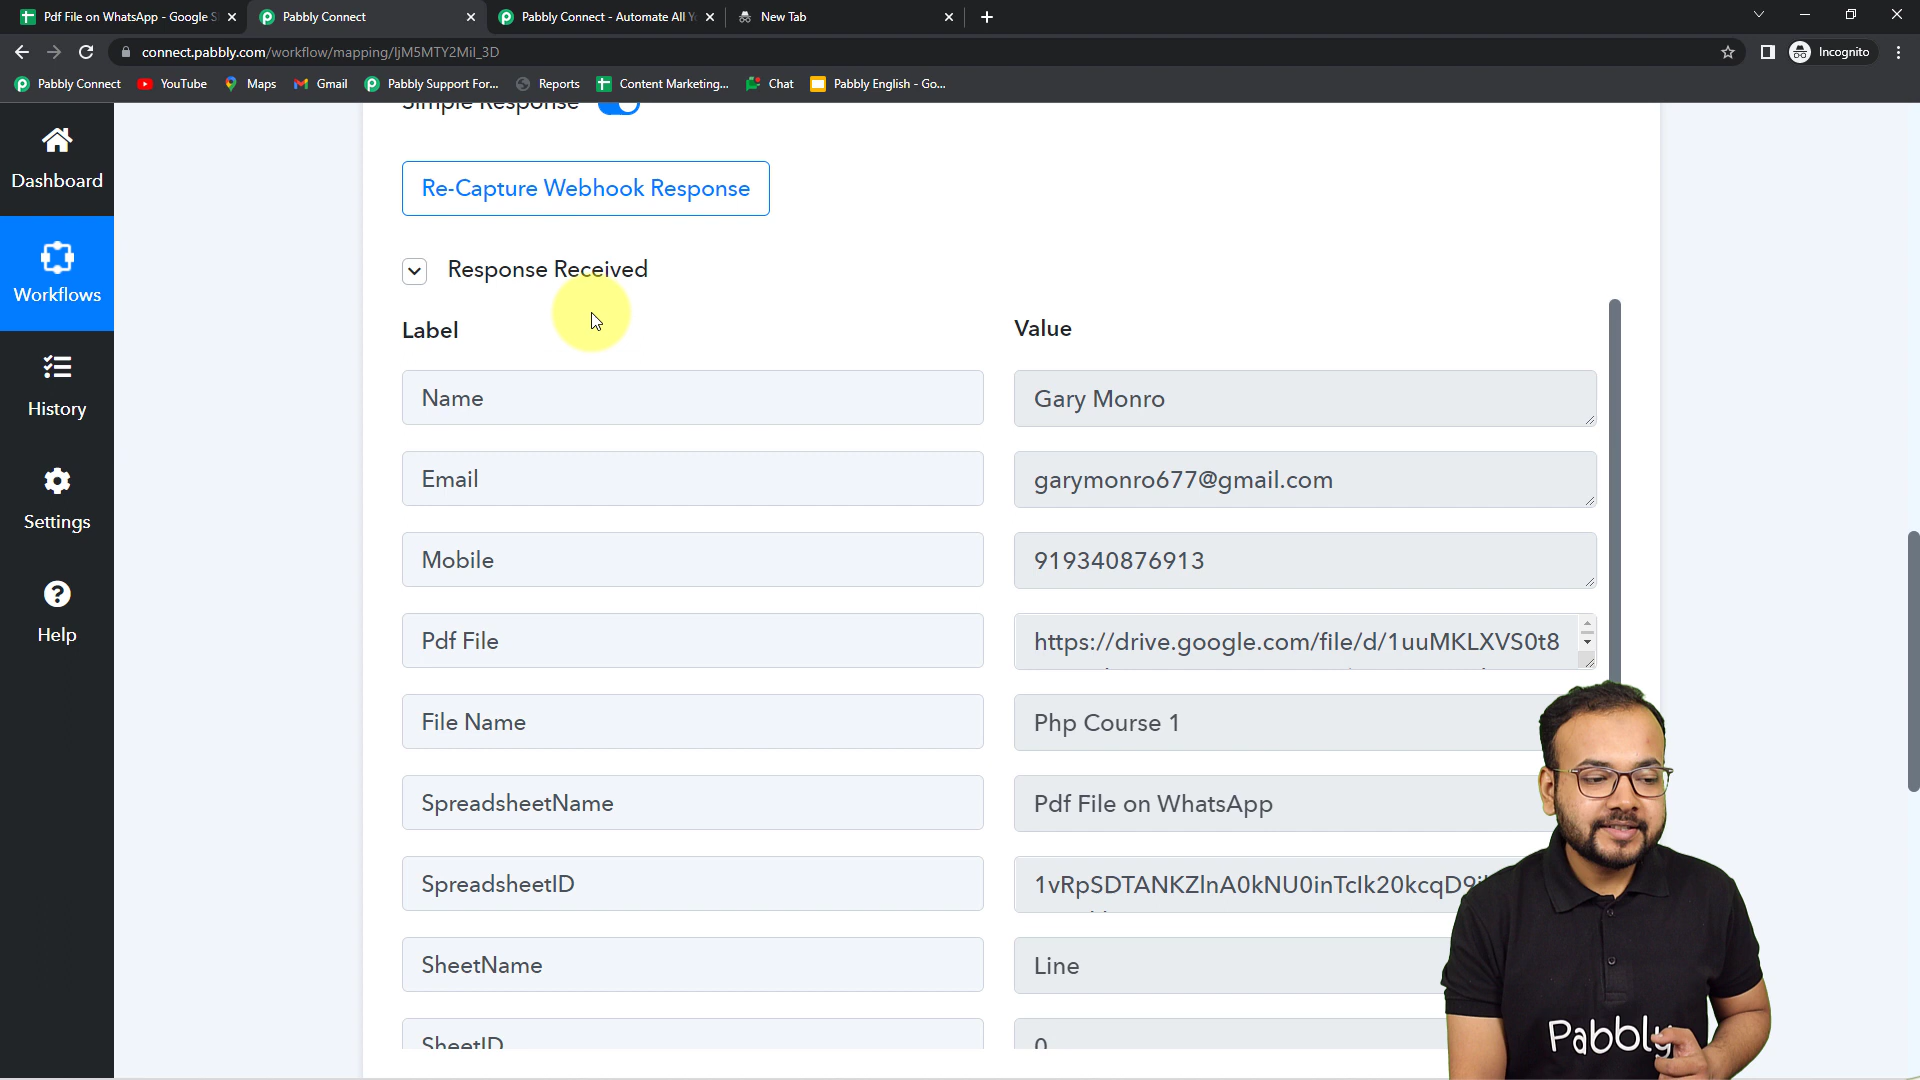 Pdf File on WhatsApp - Google S
Pabbly Connect
Pabbly Connect - Automate All Y
New Tab
connect.pabbly.com/workflow/mapping/IjM5MTY2MiI_3D
Incognito
Pabbly Connect
YouTube
Maps
Gmail
Pabbly Support For...
Reports
Content Marketing...
Chat
Pabbly English - Go...
Simple Response
Dashboard
Workflows
History
Settings
Help
Re-Capture Webhook Response
Response Received
Label
Value
Name
Gary Monro
Email
garymonro677@gmail.com
Mobile
919340876913
Pdf File
https://drive.google.com/file/d/1uuMKLXVS0t8
File Name
Php Course 1
SpreadsheetName
Pdf File on WhatsApp
SpreadsheetID
SheetName
Line
SheetID
0
Pabbly